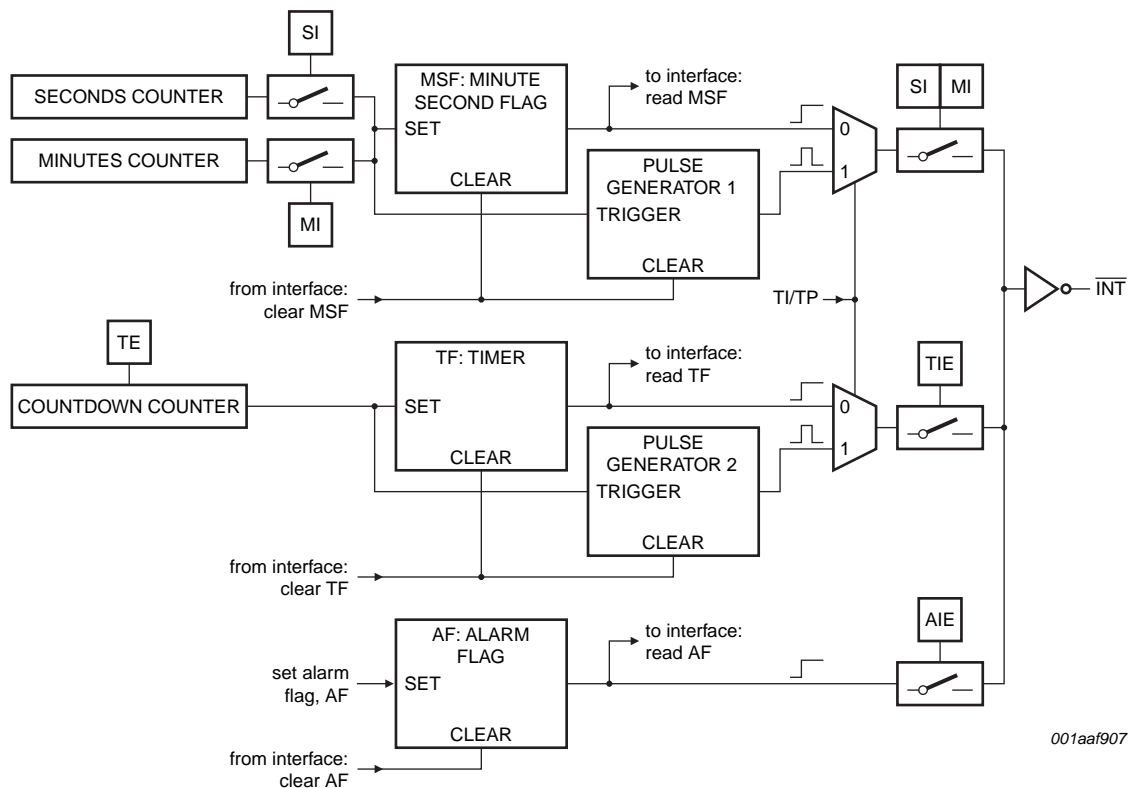 SI
SECONDS COUNTER
MINUTES COUNTER
MI
MSF: MINUTE
SECOND FLAG
SET
CLEAR
to interface:
read MSF
PULSE
GENERATOR 1
TRIGGER
CLEAR
from interface:
clear MSF
0
1
SI MI
TI/TP
INT
TE
COUNTDOWN COUNTER
TF: TIMER
SET
CLEAR
to interface:
read TF
PULSE
GENERATOR 2
TRIGGER
CLEAR
from interface:
clear TF
0
1
TIE
AF: ALARM
FLAG
SET
CLEAR
set alarm
flag, AF
to interface:
read AF
from interface:
clear AF
AIE
001aaf907